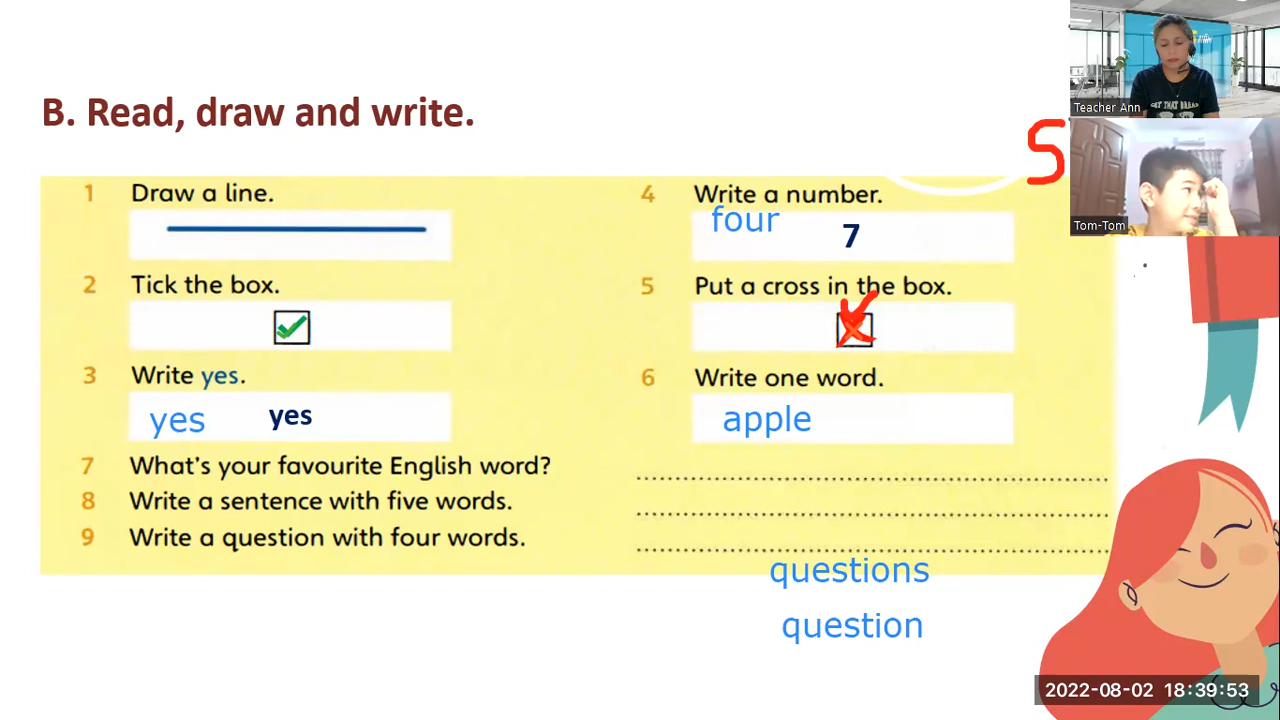 B. Read, draw and write.
S
Teacher Ann
Tom-Tom
1 Draw a line.
2 Tick the box.
3 Write yes.
yes yes
4 Write a number.
four 7
5 Put a cross in the box.
6 Write one word.
apple
7 What's your favourite English word?
8 Write a sentence with five words.
9 Write a question with four words.
questions
question
2022-08-02 18:39:53